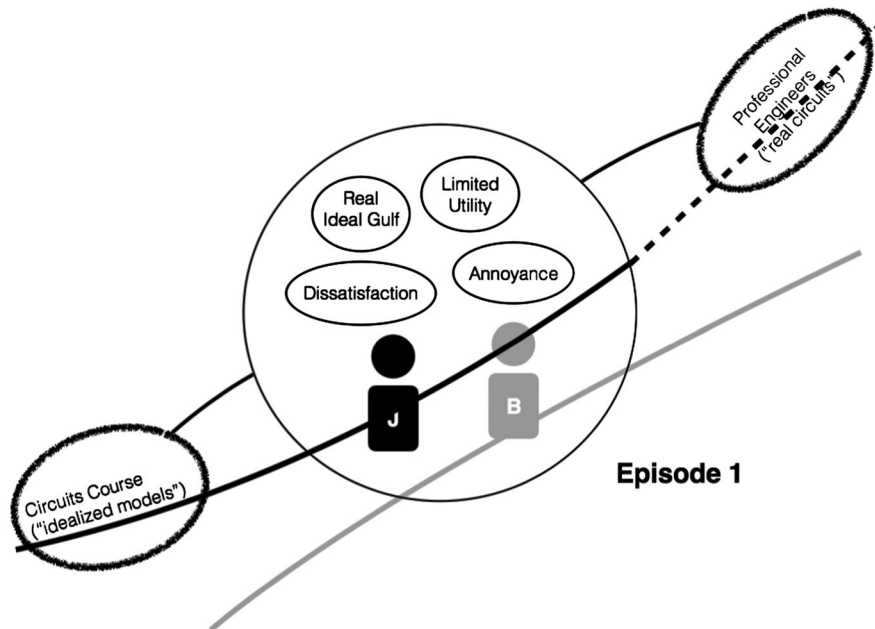 Professional
Engineers
("real circuits")
Limited
Utility
Real
Ideal Gulf
Annoyance
Dissatisfaction
J
B
Episode 1
Circuits Course
("idealized models")